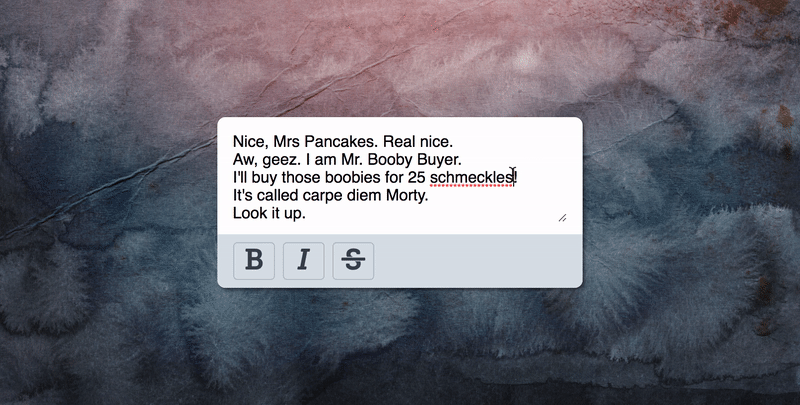 Nice, Mrs Pancakes. Real nice.
Aw, geez. I am Mr. Booby Buyer.
I'll buy those boobies for 25 schmeckles!
It's called carpe diem Morty.
Look it up.
B I S